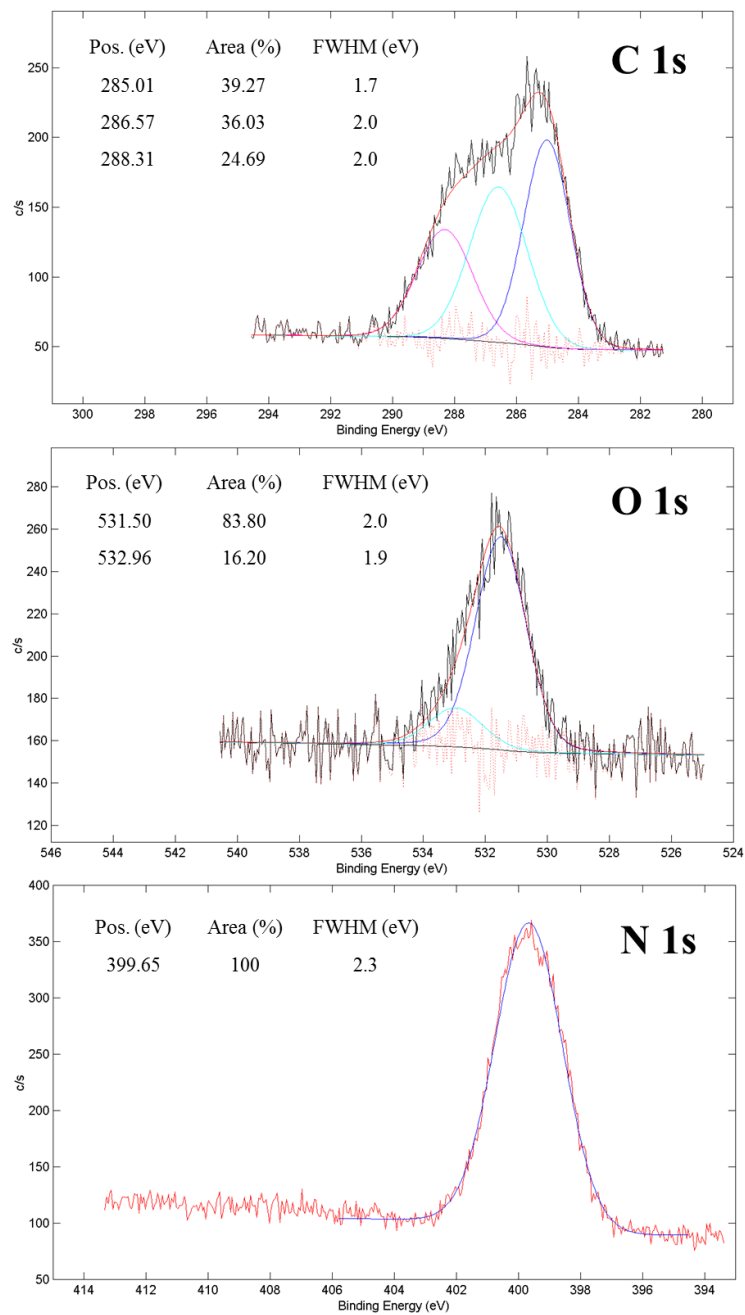 Pos. (eV) Area (%) FWHM (eV)
C 1s
285.01 39.27 1.7
286.57 36.03 2.0
288.31 24.69 2.0
250
200
150
100
50
c/s
300 298 296 294 292 290 288 286 284 282 280
Binding Energy (eV)
Pos. (eV) Area (%) FWHM (eV)
O 1s
531.50 83.80 2.0
532.96 16.20 1.9
280
260
240
220
200
180
160
140
120
c/s
546 544 542 540 538 536 534 532 530 528 526 524
Binding Energy (eV)
Pos. (eV) Area (%) FWHM (eV)
N 1s
399.65 100 2.3
400
350
300
250
200
150
100
50
c/s
414 412 410 408 406 404 402 400 398 396 394
Binding Energy (eV)